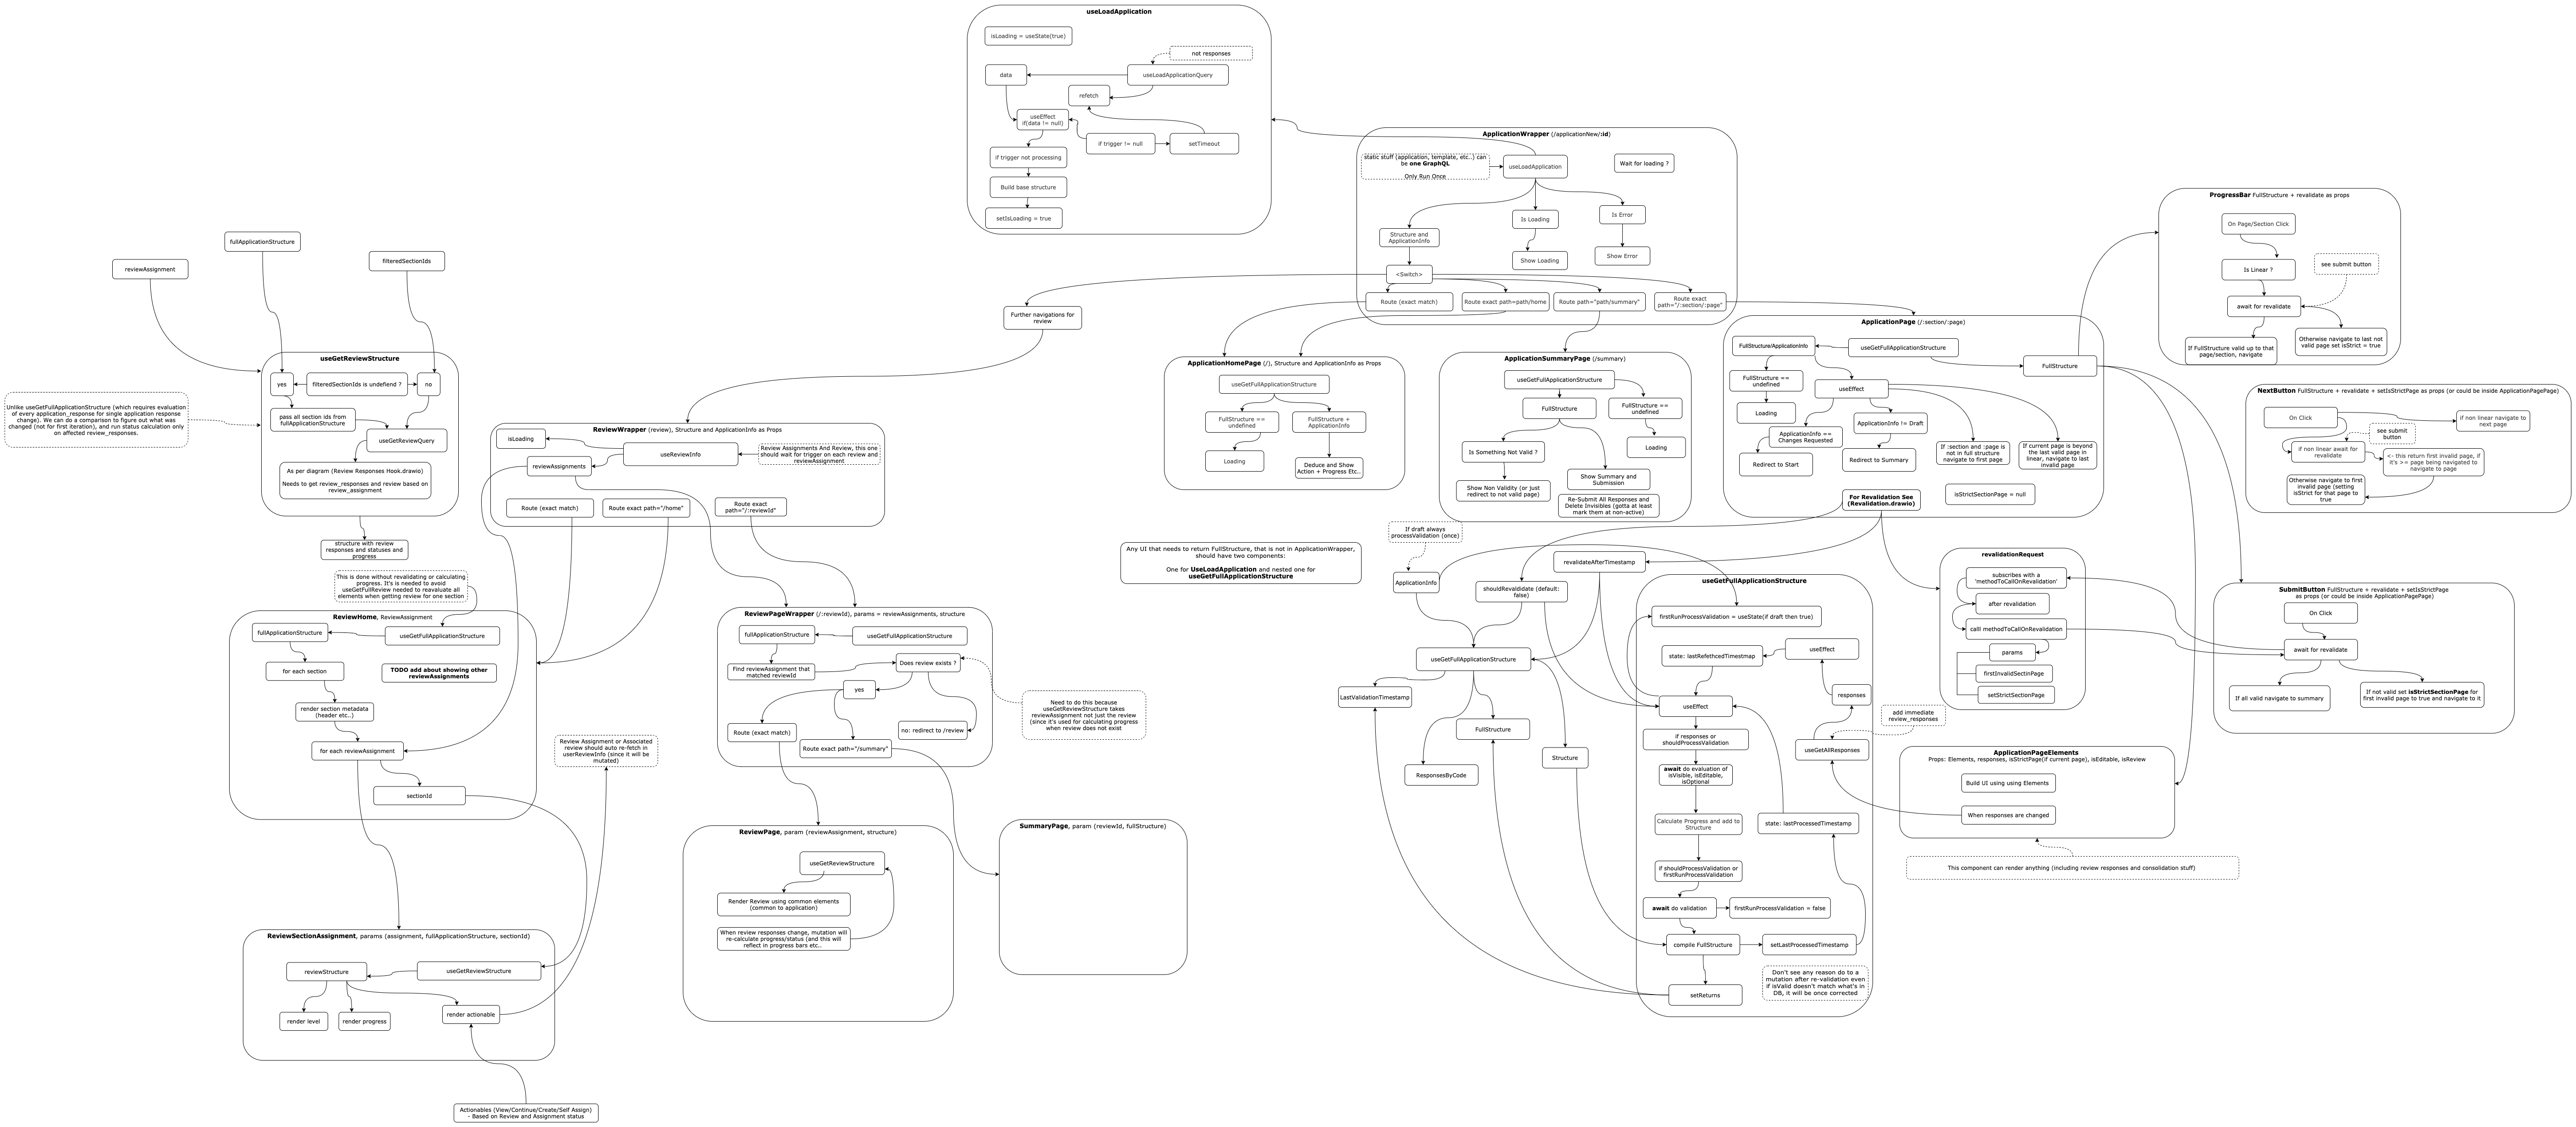 useLoadApplication
isLoading = useState(true)
not responses
data
useLoadApplicationQuery
refetch
useEffect
if(data != null)
if trigger != null
setTimeout
if trigger not processing
Build base structure
setIsLoading = true
ApplicationWrapper (/applicationNew/:id)
static stuff (application, template, etc..) can
be one GraphQL
Only Run Once
useLoadApplication
Wait for loading ?
Is Loading
Is Error
Structure and
ApplicationInfo
Show Loading
Show Error
<Switch>
Route (exact match)
Route exact path=path/home
Route path="path/summary"
Route exact
path="/:section/:page"
Further navigations for
review
ProgressBar FullStructure + revalidate as props
On Page/Section Click
Is Linear ?
see submit button
await for revalidate
If FullStructure valid up to that
page/section, navigate
Otherwise navigate to last not
valid page set isStrict = true
fullApplicationStructure
reviewAssignment
filteredSectionIds
useGetReviewStructure
yes
filteredSectionIds is undefiend ?
no
pass all section ids from
fullApplicationStructure
useGetReviewQuery
As per diagram (Review Responses Hook.drawio)
Needs to get review_responses and review based on
review_assignment
Unlike useGetFullApplicationStructure (which requires evaluation
of every application_response for single application response
change). We can do a comparison to figure out what was
changed (not for first iteration), and run status calculation only
on affected review_responses.
structure with review
responses and statuses and
progress
This is done without revalidating or calculating
progress. It's is needed to avoid
useGetFullReview needed to reavaluate all
elements when getting review for one section
ReviewWrapper (review), Structure and ApplicationInfo as Props
isLoading
useReviewInfo
reviewAssignments
Review Assignments And Review, this one
should wait for trigger on each review and
reviewAssignment
Route (exact match)
Route exact path="/home"
Route exact
path="/:reviewId"
ApplicationHomePage (/), Structure and ApplicationInfo as Props
useGetFullApplicationStructure
FullStructure ==
undefined
FullStructure +
ApplicationInfo
Loading
Deduce and Show
Action + Progress Etc..
ApplicationSummaryPage (/summary)
useGetFullApplicationStructure
FullStructure
FullStructure ==
undefined
Is Something Not Valid ?
Loading
Show Summary and
Submission
Show Non Validity (or just
redirect to not valid page)
Re-Submit All Responses and
Delete Invisibles (gotta at least
mark them at non-active)
ApplicationPage (/:section/:page)
FullStructure/ApplicationInfo
useGetFullApplicationStructure
FullStructure
FullStructure ==
undefined
useEffect
Loading
ApplicationInfo ==
Changes Requested
ApplicationInfo != Draft
Redirect to Start
Redirect to Summary
If :section and :page is
not in full structure
navigate to first page
If current page is beyond
the last valid page in
linear, navigate to last
invalid page
For Revalidation See
(Revalidation.drawio)
isStrictSectionPage = null
NextButton FullStructure + revalidate + setIsStrictPage as props (or could be inside ApplicationPagePage)
On Click
if non linear navigate to
next page
see submit
button
if non linear await for
revalidate
<- this return first invalid page, if
it's >= page being navigated to
navigate to page
Otherwise navigate to first
invalid page (setting
isStrict for that page to
true
Any UI that needs to return FullStructure, that is not in ApplicationWrapper,
should have two components:
One for UseLoadApplication and nested one for
useGetFullApplicationStructure
If draft always
processValidation (once)
ApplicationInfo
shouldRevaldidate (default:
false)
revalidateAfterTimestamp
useGetFullApplicationStructure
LastValidationTimestamp
FullStructure
ResponsesByCode
Structure
useGetFullApplicationStructure
firstRunProcessValidation = useState(if draft then true)
useEffect
state: lastRefethcedTimestmap
responses
useEffect
if responses or
shouldProcessValidation
await do evaluation of
isVisible, isEditable,
isOptional
Calculate Progress and add to
Structure
state: lastProcessedTimestamp
if shouldProcessValidation or
firstRunProcessValidation
await do validation
firstRunProcessValidation = false
compile FullStructure
setLastProcessedTimestamp
Don't see any reason do to a
mutation after re-validation even
if isValid doesn't match what's in
DB, it will be once corrected
setReturns
add immediate
review_responses
useGetAllResponses
revalidationRequest
subscribes with a
'methodToCallOnRevalidation'
after revalidation
calll methodToCallOnRevalidation
params
firstInvalidSectinPage
setStrictSectionPage
SubmitButton FullStructure + revalidate + setIsStrictPage
as props (or could be inside ApplicationPagePage)
On Click
await for revalidate
If all valid navigate to summary
If not valid set isStrictSectionPage for
first invalid page to true and navigate to it
ApplicationPageElements
Props: Elements, responses, isStrictPage(if current page), isEditable, isReview
Build UI using using Elements
When responses are changed
This component can render anything (including review responses and consolidation stuff)
ReviewHome, ReviewAssignment
fullApplicationStructure
useGetFullApplicationStructure
for each section
TODO add about showing other
reviewAssignments
render section metadata
(header etc..)
for each reviewAssignment
sectionId
Review Assignment or Associated
review should auto re-fetch in
userReviewInfo (since it will be
mutated)
ReviewPageWrapper (/:reviewId), params = reviewAssignments, structure
fullApplicationStructure
useGetFullApplicationStructure
Find reviewAssignment that
matched reviewId
Does review exists ?
yes
Route (exact match)
no: redirect to /review
Route exact path="/summary"
Need to do this because
useGetReviewStructure takes
reviewAssignment not just the review
(since it's used for calculating progress
when review does not exist
ReviewPage, param (reviewAssignment, structure)
useGetReviewStructure
Render Review using common elements
(common to application)
When review responses change, mutation will
re-calculate progress/status (and this will
reflect in progress bars etc..
SummaryPage, param (reviewId, fullStructure)
ReviewSectionAssignment, params (assignment, fullApplicationStructure, sectionId)
reviewStructure
useGetReviewStructure
render level
render progress
render actionable
Actionables (View/Continue/Create/Self Assign)
- Based on Review and Assignment status